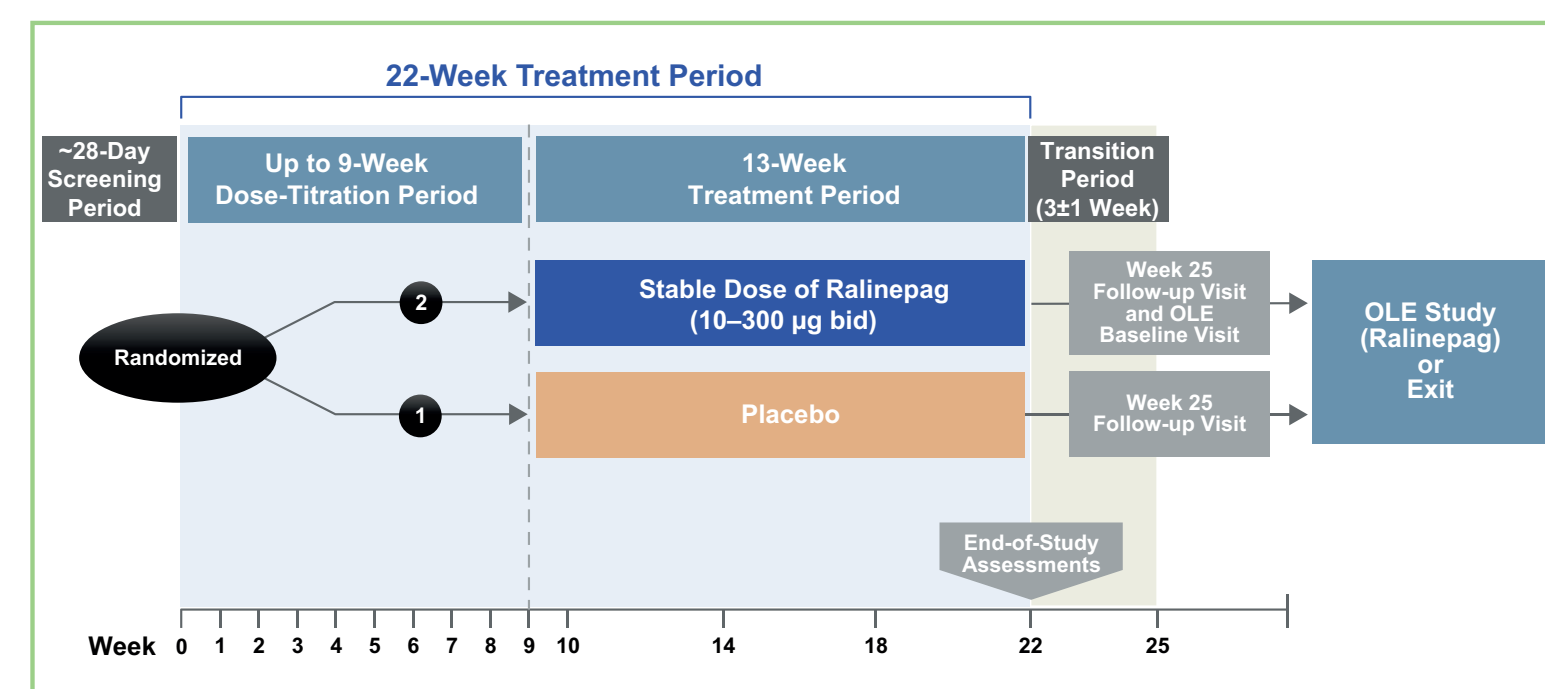 22-Week Treatment Period
~28-Day
Screening
Period
Up to 9-Week
Dose-Titration Period
13-Week
Treatment Period
Transition
Period
(3±1 Week)
Randomized
2
1
Stable Dose of Ralinepag
(10–300 µg bid)
Placebo
Week 25
Follow-up Visit
and OLE
Baseline Visit
Week 25
Follow-up Visit
OLE Study
(Ralinepag)
or
Exit
End-of-Study
Assessments
Week 0 1 2 3 4 5 6 7 8 9 10 14 18 22 25